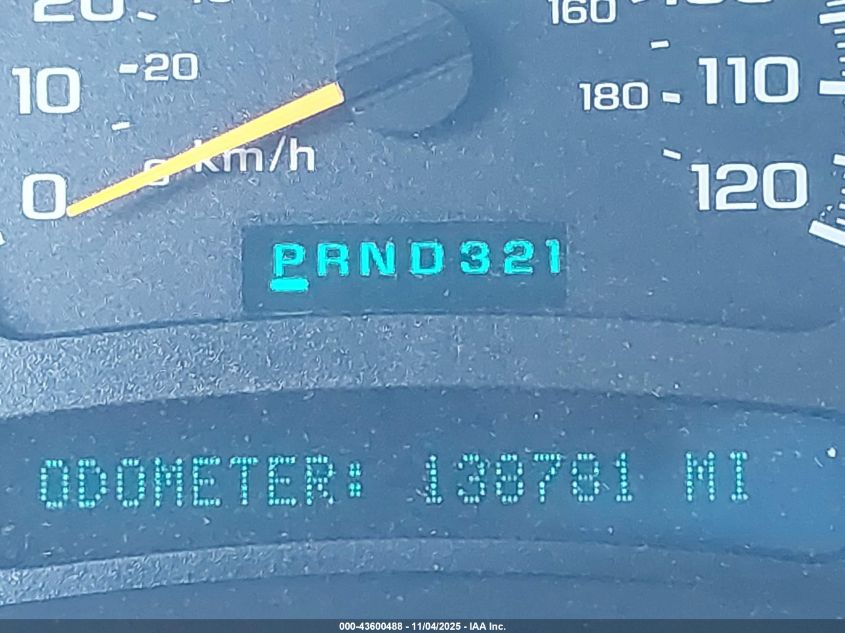 20 160
10 20 180 110
0 km/h 120
PRND321
ODOMETER: 138781 MI
000-43600488 - 11/04/2025 - IAA Inc.